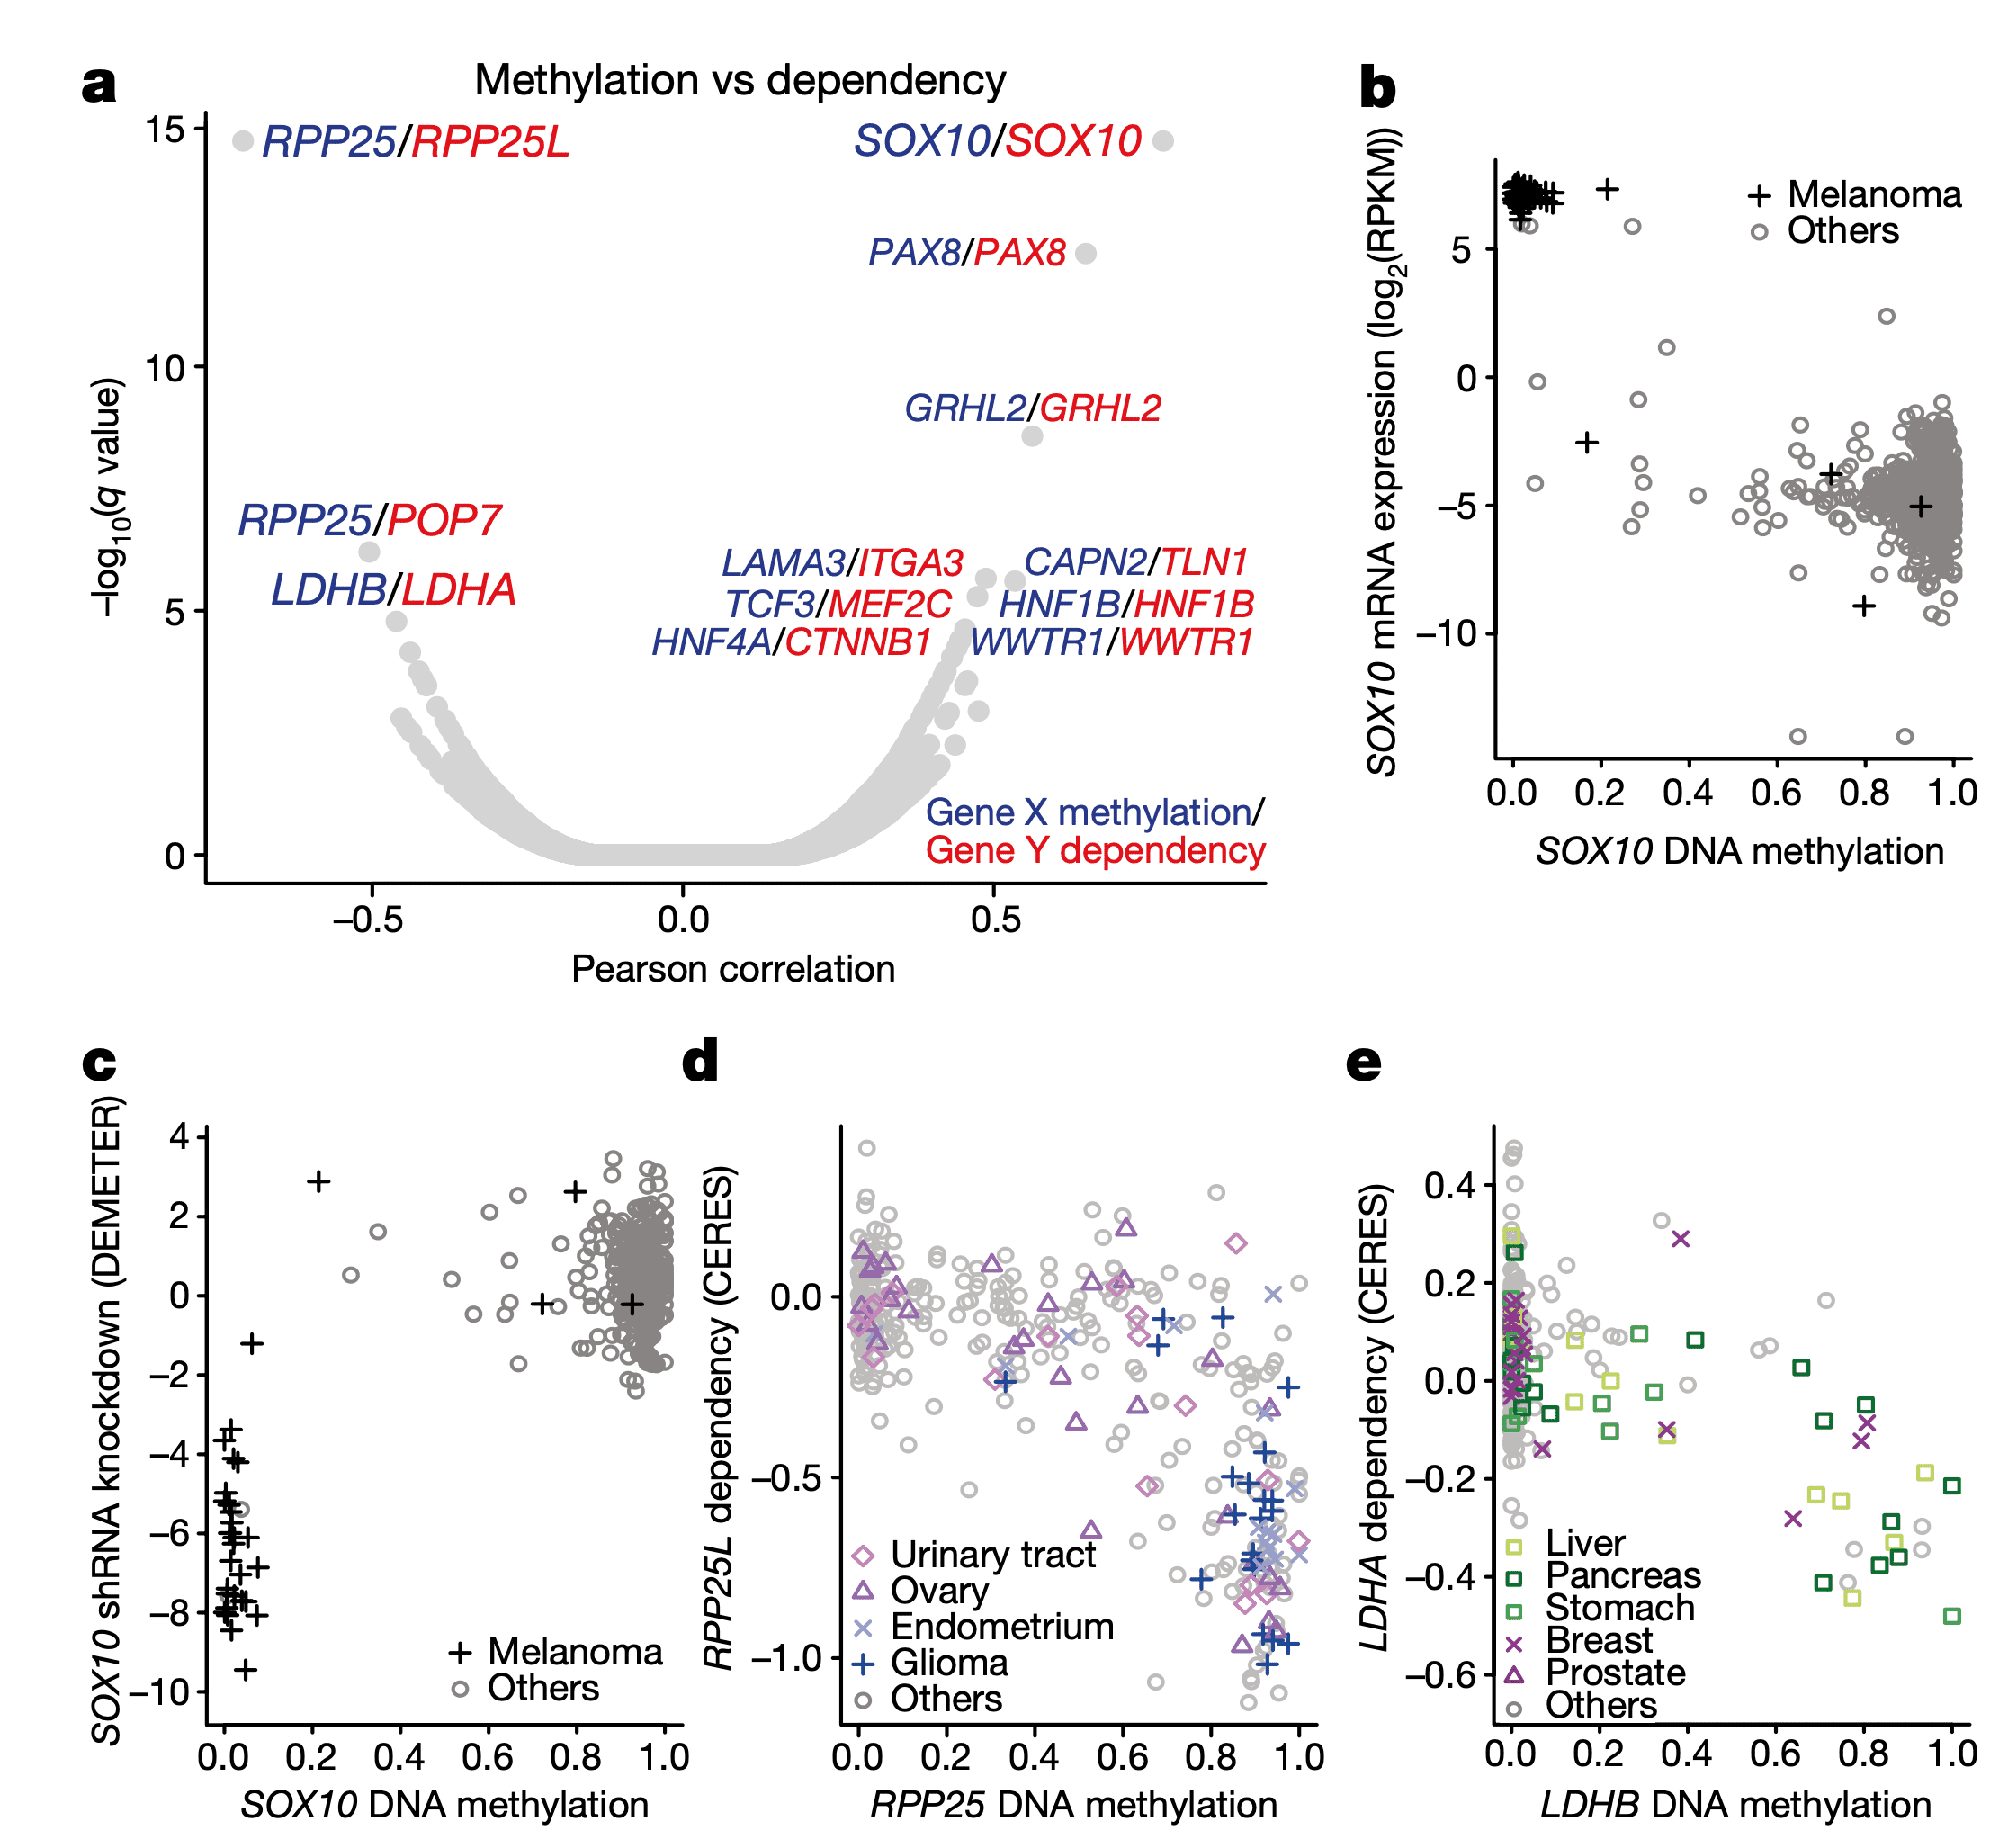 a
Methylation vs dependency
–log10(q value)
15
10
5
0
RPP25/RPP25L
SOX10/SOX10
PAX8/PAX8
GRHL2/GRHL2
RPP25/POP7
LDHB/LDHA
LAMA3/ITGA3
CAPN2/TLN1
TCF3/MEF2C
HNF1B/HNF1B
HNF4A/CTNNB1
WWTR1/WWTR1
Gene X methylation/
Gene Y dependency
–0.5
0.0
0.5
Pearson correlation
b
SOX10 mRNA expression (log2(RPKM))
5
0
–5
–10
Melanoma
Others
0.0 0.2 0.4 0.6 0.8 1.0
SOX10 DNA methylation
c
SOX10 shRNA knockdown (DEMETER)
4
2
0
–2
–4
–6
–8
–10
Melanoma
Others
0.0 0.2 0.4 0.6 0.8 1.0
SOX10 DNA methylation
d
RPP25L dependency (CERES)
0.0
–0.5
–1.0
Urinary tract
Ovary
Endometrium
Glioma
Others
0.0 0.2 0.4 0.6 0.8 1.0
RPP25 DNA methylation
e
LDHA dependency (CERES)
0.4
0.2
0.0
–0.2
–0.4
–0.6
Liver
Pancreas
Stomach
Breast
Prostate
Others
0.0 0.2 0.4 0.6 0.8 1.0
LDHB DNA methylation